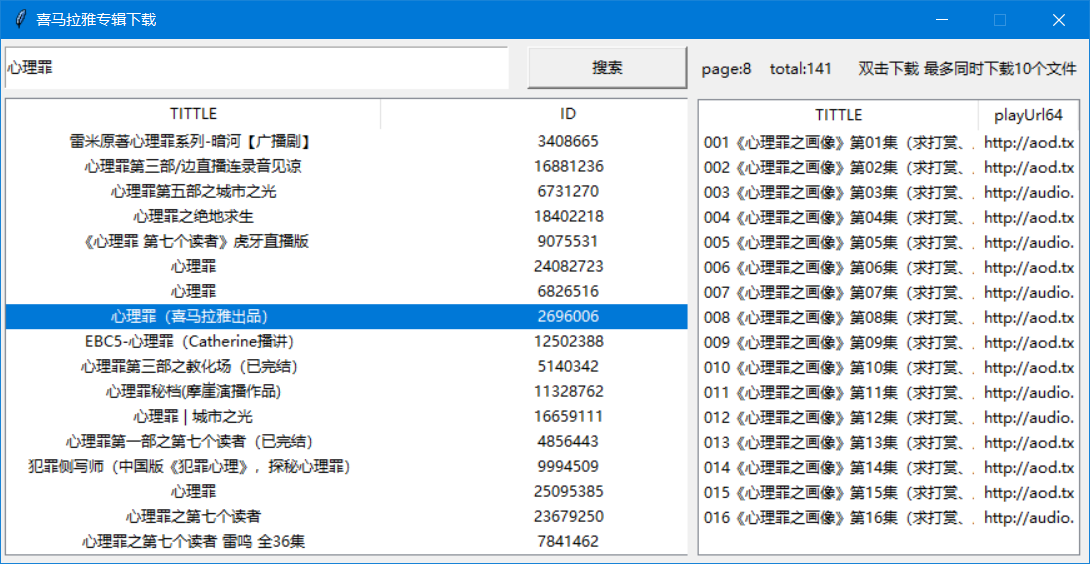 喜马拉雅专辑下载
心理罪 搜索 page:8 total:141 双击下载 最多同时下载10个文件
TITTLE ID
雷米原著心理罪系列-暗河【广播剧】 3408665
心理罪第三部/边直播连录音见谅 16881236
心理罪第五部之城市之光 6731270
心理罪之绝地求生 18402218
《心理罪 第七个读者》虎牙直播版 9075531
心理罪 24082723
心理罪 6826516
心理罪（喜马拉雅出品） 2696006
EBC5-心理罪（Catherine播讲） 12502388
心理罪第三部之教化场（已完结） 5140342
心理罪秘档(摩崖演播作品) 11328762
心理罪 | 城市之光 16659111
心理罪第一部之第七个读者（已完结） 4856443
犯罪侧写师（中国版《犯罪心理》，探秘心理罪） 9994509
心理罪 25095385
心理罪之第七个读者 23679250
心理罪之第七个读者 雷鸣 全36集 7841462
TITTLE playUrl64
001《心理罪之画像》第01集（求打赏、. http://aod.tx
002《心理罪之画像》第02集（求打赏、. http://aod.tx
003《心理罪之画像》第03集（求打赏、. http://audio.
004《心理罪之画像》第04集（求打赏、. http://aod.tx
005《心理罪之画像》第05集（求打赏、. http://audio.
006《心理罪之画像》第06集（求打赏、. http://aod.tx
007《心理罪之画像》第07集（求打赏、. http://audio.
008《心理罪之画像》第08集（求打赏、. http://aod.tx
009《心理罪之画像》第09集（求打赏、. http://aod.tx
010《心理罪之画像》第10集（求打赏、. http://aod.tx
011《心理罪之画像》第11集（求打赏、. http://audio.
012《心理罪之画像》第12集（求打赏、. http://audio.
013《心理罪之画像》第13集（求打赏、. http://aod.tx
014《心理罪之画像》第14集（求打赏、. http://aod.tx
015《心理罪之画像》第15集（求打赏、. http://aod.tx
016《心理罪之画像》第16集（求打赏、. http://audio.